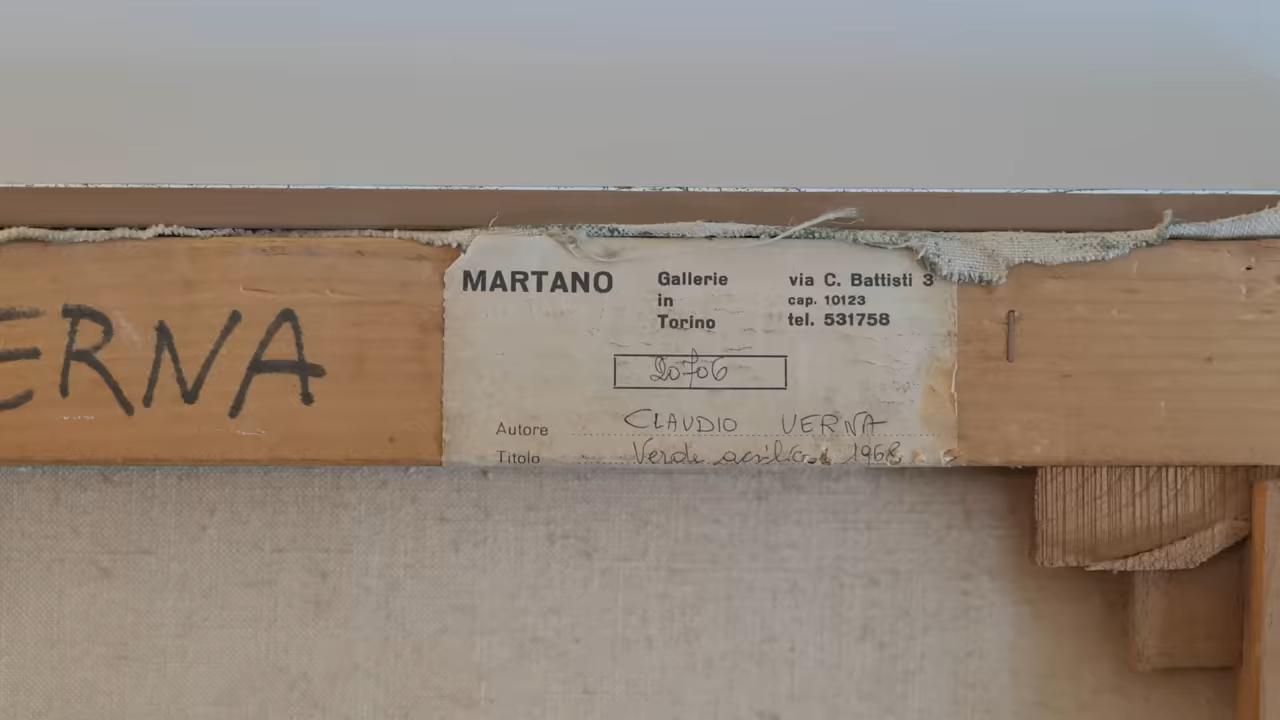 ERNA
MARTANO
Gallerie
in
Torino
via C. Battisti 3
cap. 10123
tel. 531758
20706
Autore CLAUDIO VERNA
Titolo Verde acrilico 1968